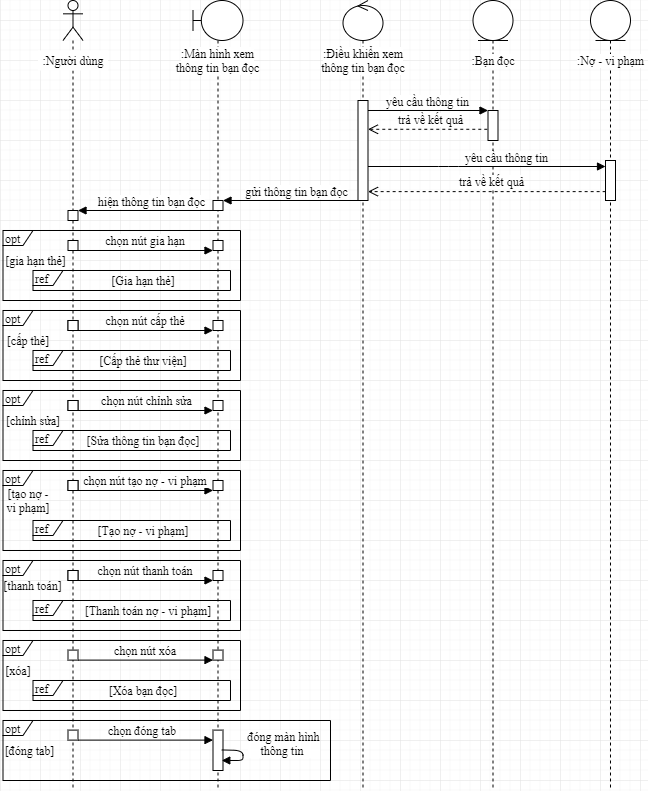 :Người dùng
:Màn hình xem
thông tin bạn đọc
:Điều khiển xem
thông tin bạn đọc
:Bạn đọc
:Nợ - vi phạm
yêu cầu thông tin
trả về kết quả
yêu cầu thông tin
trả về kết quả
gửi thông tin bạn đọc
hiện thông tin bạn đọc
opt
chọn nút gia hạn
[gia hạn thẻ]
ref
[Gia hạn thẻ]
opt
chọn nút cấp thẻ
[cấp thẻ]
ref
[Cấp thẻ thư viện]
opt
chọn nút chỉnh sửa
[chỉnh sửa]
ref
[Sửa thông tin bạn đọc]
opt
chọn nút tạo nợ - vi phạm
[tạo nợ -
vi phạm]
ref
[Tạo nợ - vi phạm]
opt
chọn nút thanh toán
[thanh toán]
ref
[Thanh toán nợ - vi phạm]
opt
chọn nút xóa
[xóa]
ref
[Xóa bạn đọc]
opt
chọn đóng tab
[đóng tab]
đóng màn hình
thông tin